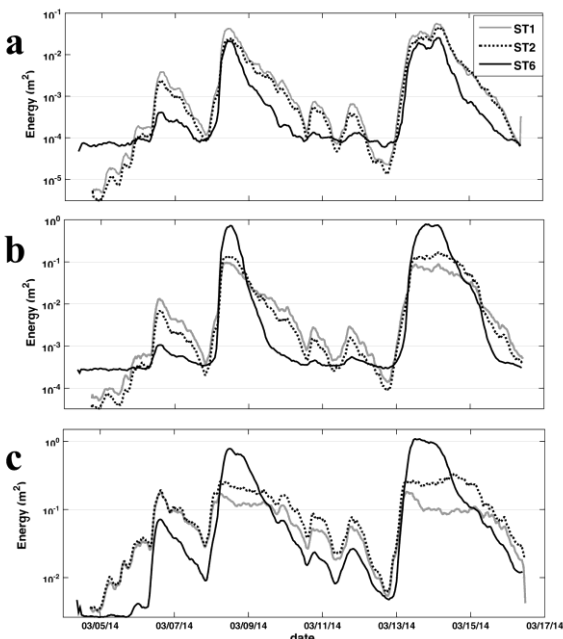 a
Energy (m²)
10⁻¹
10⁻²
10⁻³
10⁻⁴
10⁻⁵
ST1
ST2
ST6
b
Energy (m²)
10⁰
10⁻¹
10⁻²
10⁻³
10⁻⁴
c
Energy (m²)
10⁰
10⁻¹
10⁻²
03/05/14 03/07/14 03/09/14 03/11/14 03/13/14 03/15/14 03/17/14
date